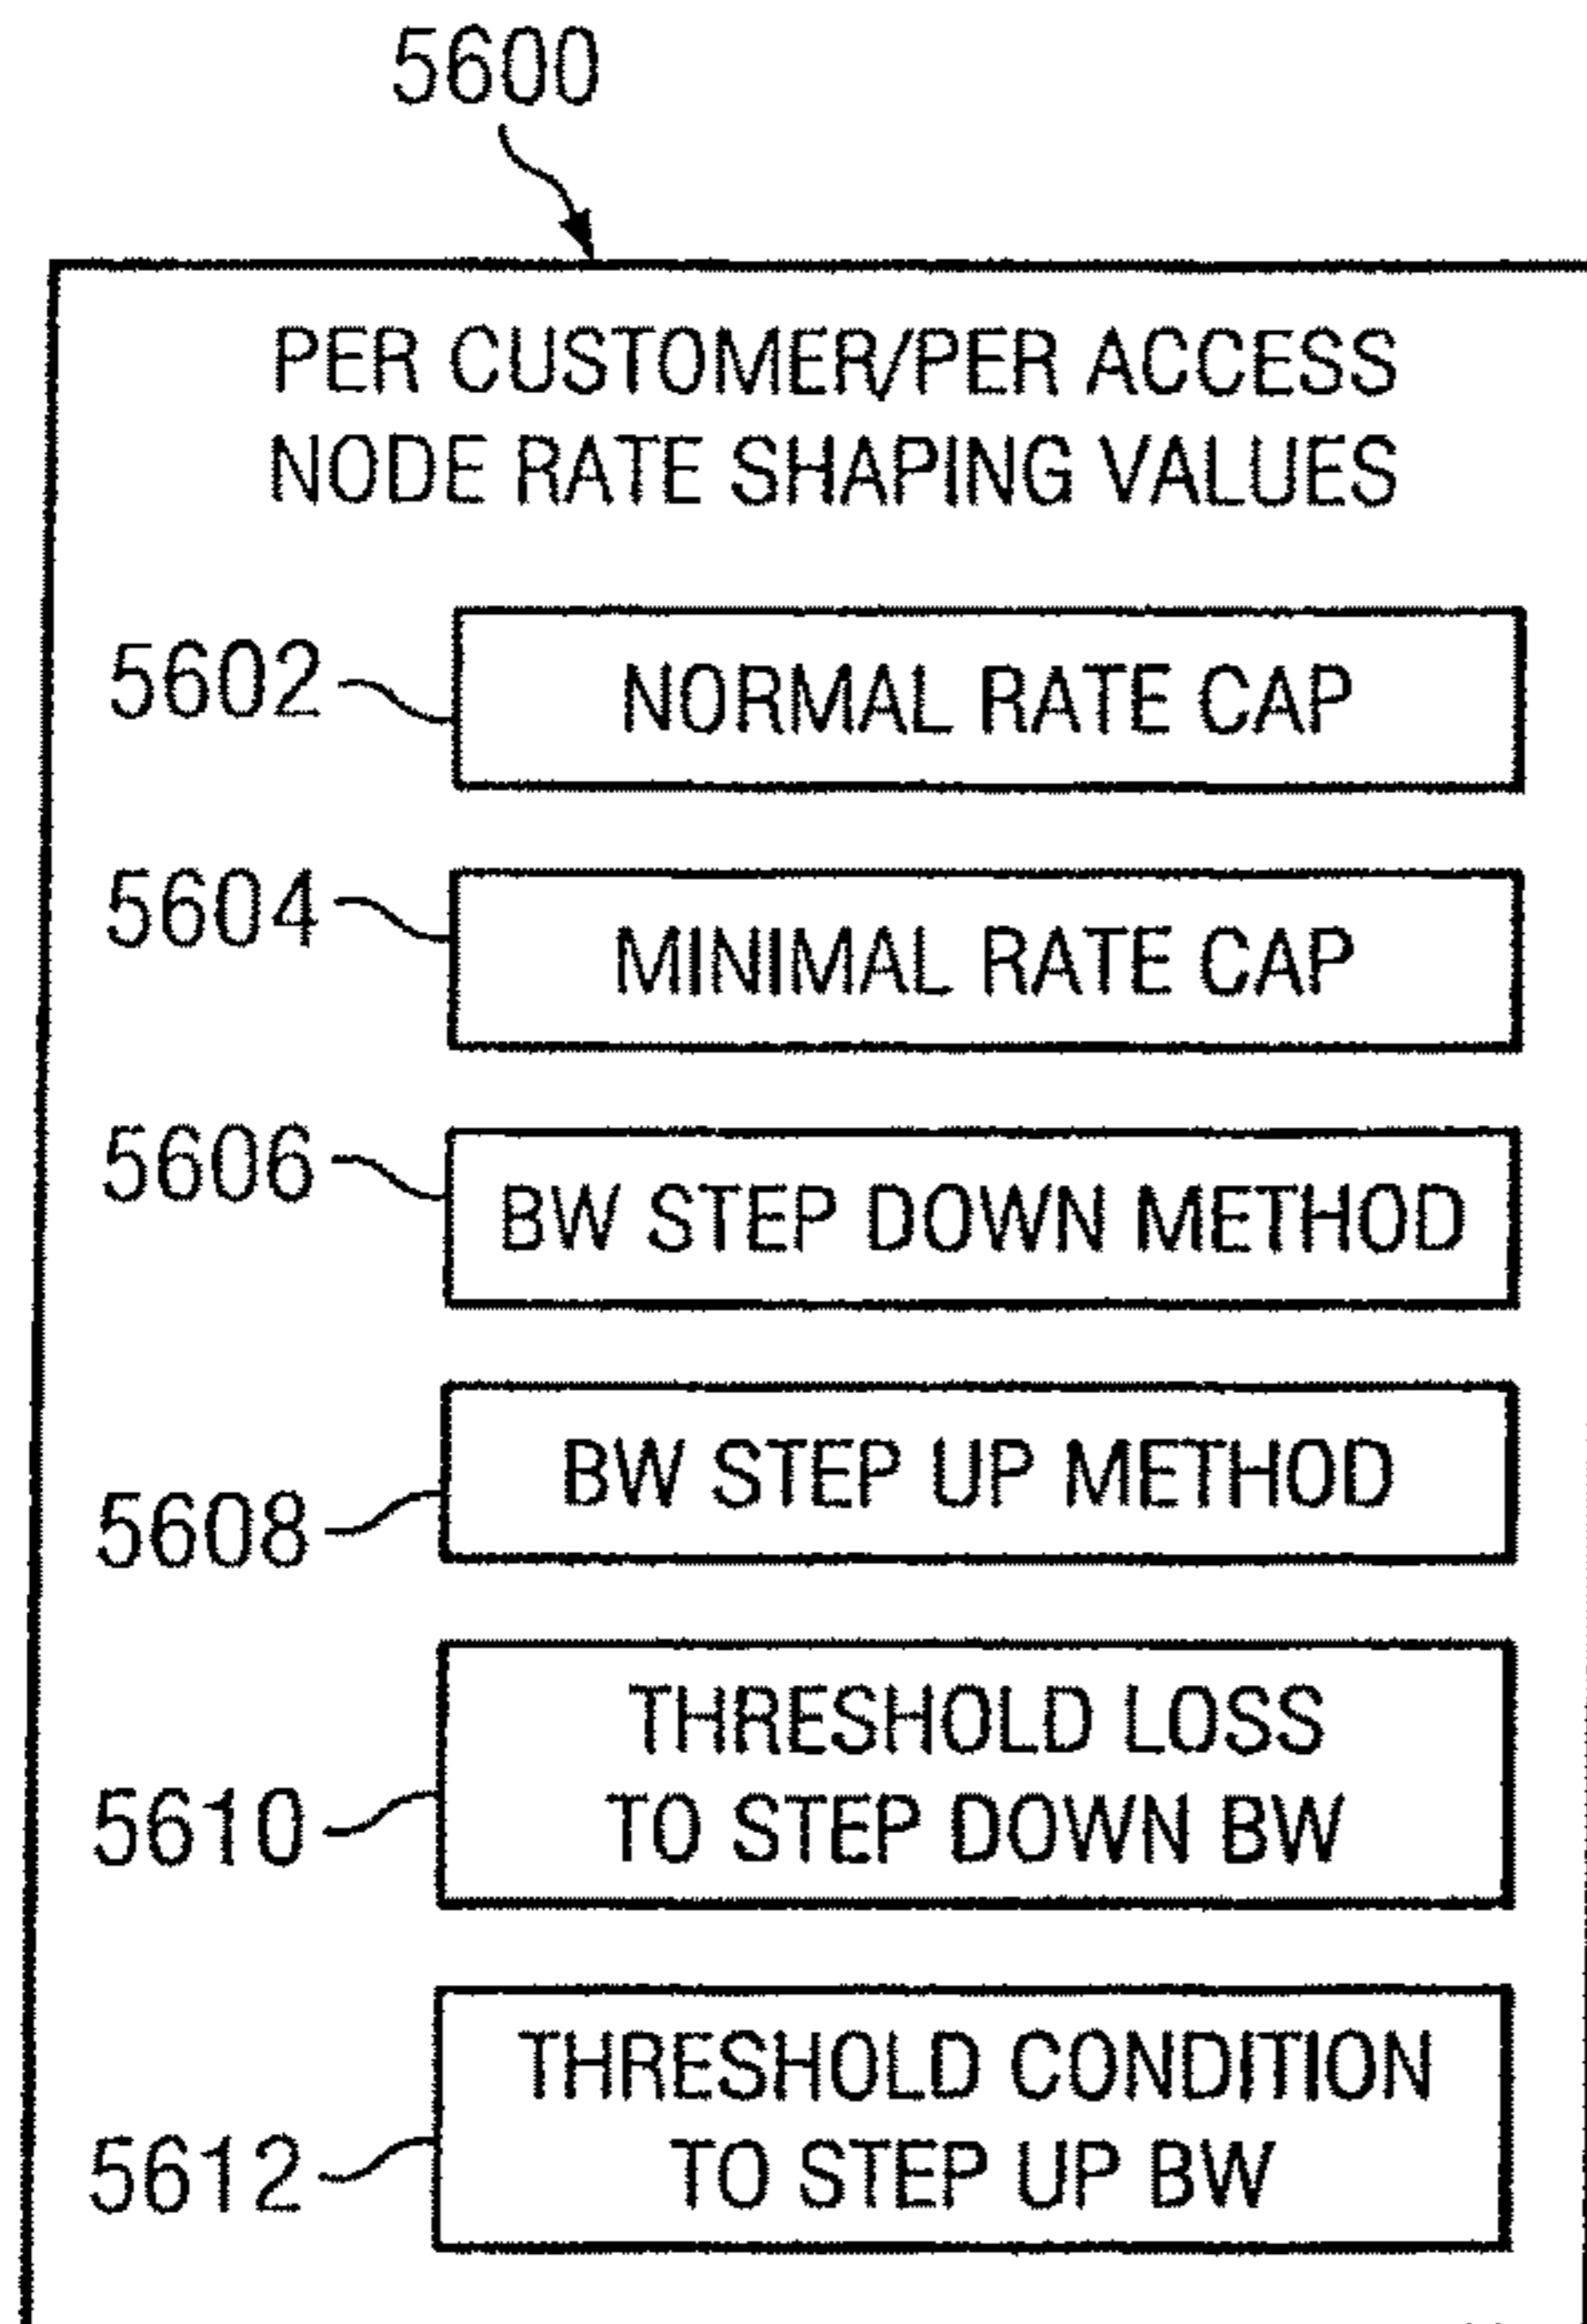 5600
PER CUSTOMER/PER ACCESS
NODE RATE SHAPING VALUES
5602
NORMAL RATE CAP
5604
MINIMAL RATE CAP
5606
BW STEP DOWN METHOD
BW STEP UP METHOD
5608
THRESHOLD LOSS
TO STEP DOWN BW
5610
THRESHOLD CONDITION
TO STEP UP BW
5612